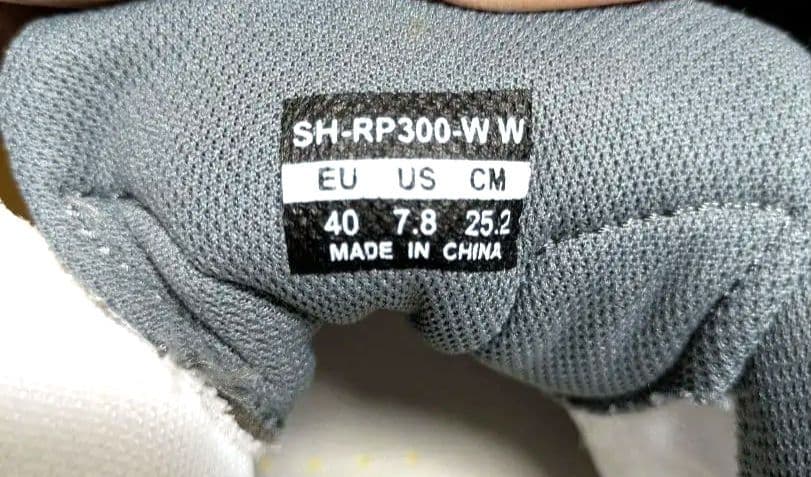 SH-RP300-W W
EU US CM
40 7.8 25.2
MADE IN CHINA